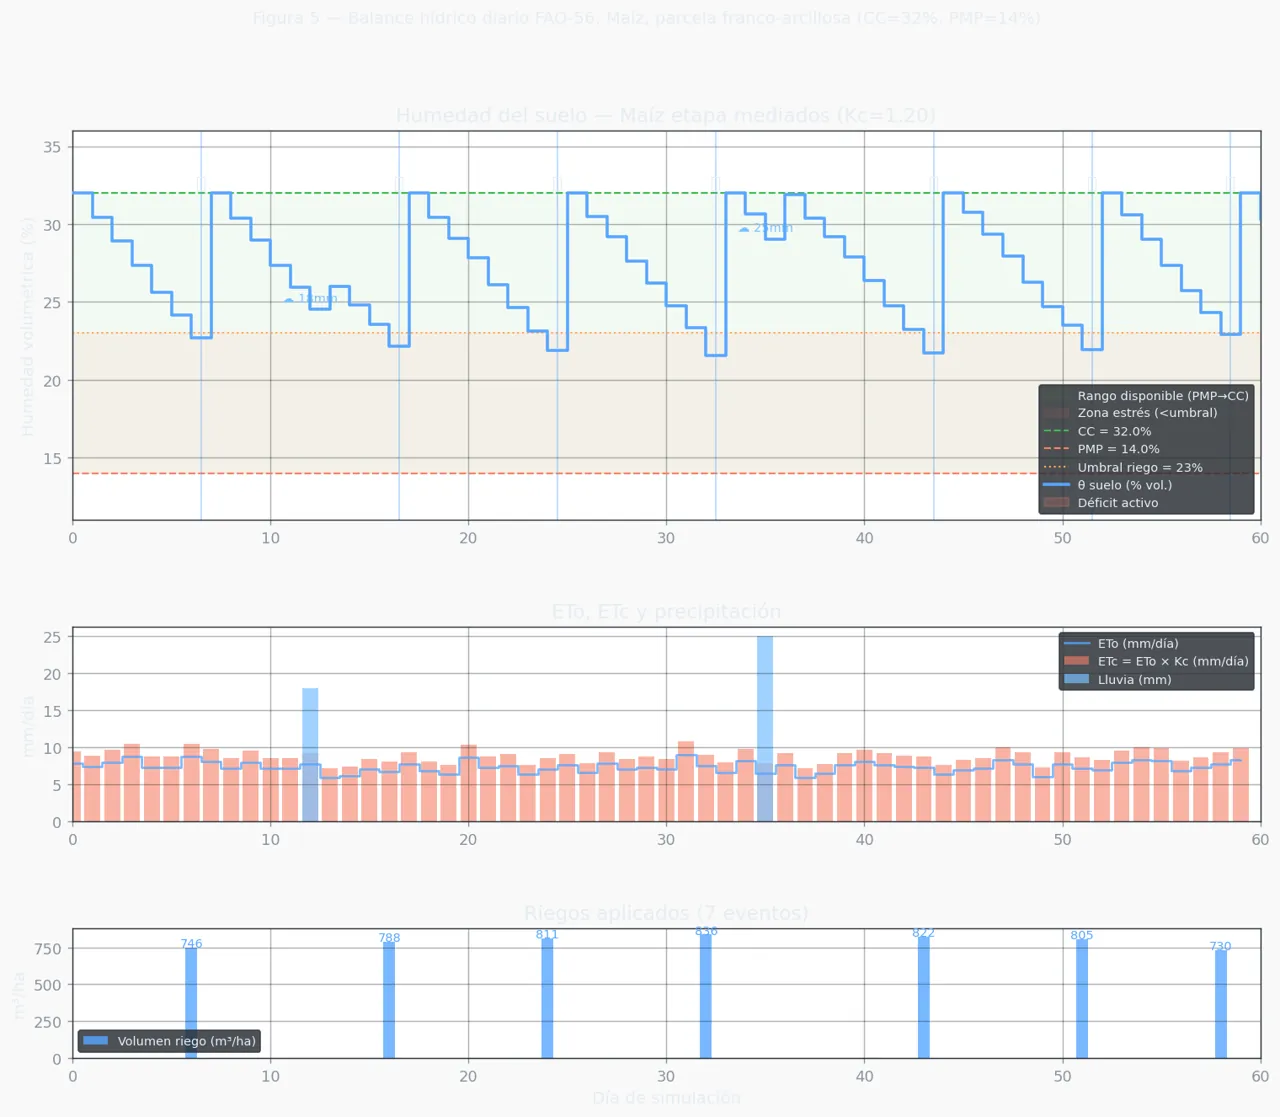 Figura 5 — Balance hídrico diario FAO-56. Maíz, parcela franco-arcillosa (CC=32%, PMP=14%)
Humedad del suelo — Maíz etapa mediados (Kc=1.20)
Humedad volumétrica (%)
35
30
25
20
15
☁ 18mm
☁ 25mm
Rango disponible (PMP→CC)
Zona estrés (<umbral)
CC = 32.0%
PMP = 14.0%
Umbral riego = 23%
θ suelo (% vol.)
Déficit activo
0 10 20 30 40 50 60
ETo, ETc y precipitación
mm/día
25
20
15
10
5
0
ETo (mm/día)
ETc = ETo × Kc (mm/día)
Lluvia (mm)
0 10 20 30 40 50 60
Riegos aplicados (7 eventos)
m³/ha
750
500
250
0
746 788 811 836 822 805 730
Volumen riego (m³/ha)
0 10 20 30 40 50 60
Día de simulación